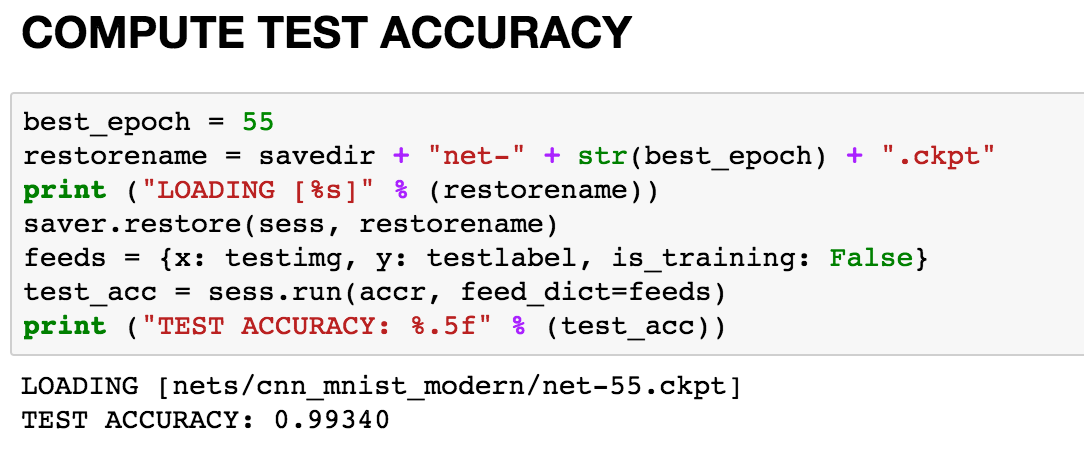 COMPUTE TEST ACCURACY
best_epoch = 55
restorename = savedir + "net-" + str(best_epoch) + ".ckpt"
print ("LOADING [%s]" % (restorename))
saver.restore(sess, restorename)
feeds = {x: testimg, y: testlabel, is_training: False}
test_acc = sess.run(accr, feed_dict=feeds)
print ("TEST ACCURACY: %.5f" % (test_acc))
LOADING [nets/cnn_mnist_modern/net-55.ckpt]
TEST ACCURACY: 0.99340